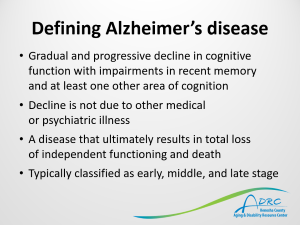 Defining Alzheimer's disease
• Gradual and progressive decline in cognitive
function with impairments in recent memory
and at least one other area of cognition
• Decline is not due to other medical
or psychiatric illness
• A disease that ultimately results in total loss
of independent functioning and death
• Typically classified as early, middle, and late stage
ADRC
Kenosha County
Aging & Disability Resource Center